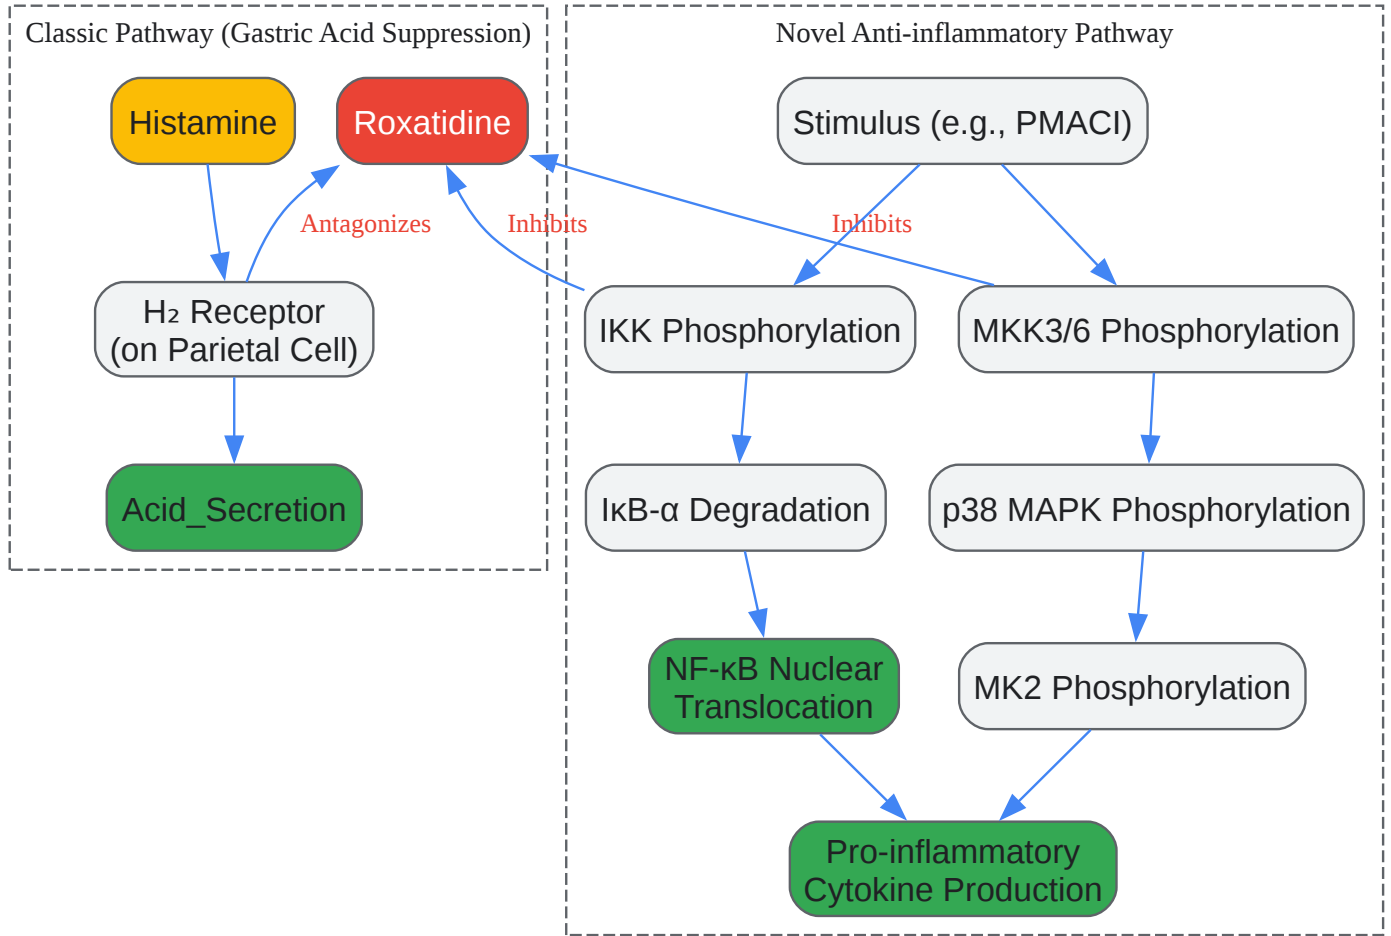 Classic Pathway (Gastric Acid Suppression)
Novel Anti-inflammatory Pathway
Histamine
Roxatidine
Stimulus (e.g., PMACI)
Antagonizes
Inhibits
Inhibits
H₂ Receptor
(on Parietal Cell)
IKK Phosphorylation
MKK3/6 Phosphorylation
Acid_Secretion
IκB-α Degradation
p38 MAPK Phosphorylation
NF-κB Nuclear
Translocation
MK2 Phosphorylation
Pro-inflammatory
Cytokine Production